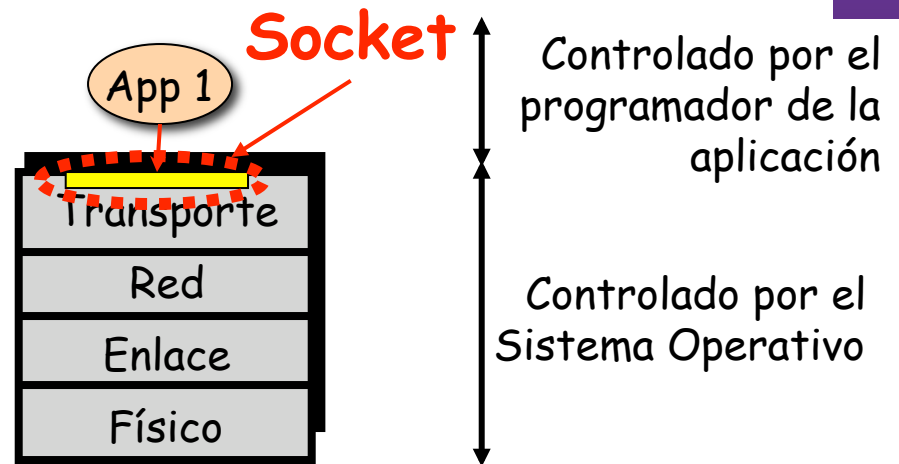 Socket
App 1
Controlado por el
programador de la
aplicación
Transporte
Red
Enlace
Físico
Controlado por el
Sistema Operativo